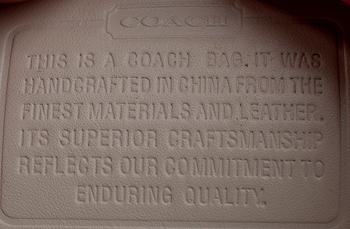 COACH
THIS IS A COACH BAG. IT WAS
HANDCRAFTED IN CHINA FROM THE
FINEST MATERIALS AND LEATHER.
ITS SUPERIOR CRAFTSMANSHIP
REFLECTS OUR COMMITMENT TO
ENDURING QUALITY.